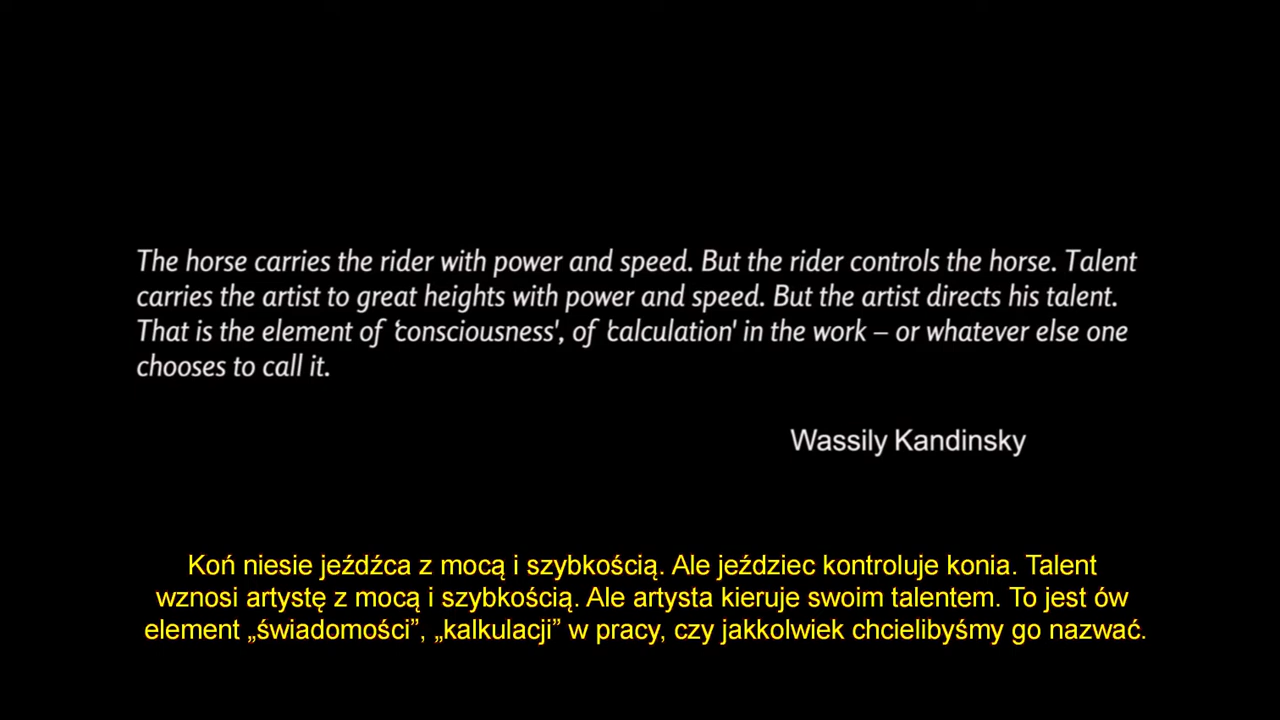 The horse carries the rider with power and speed. But the rider controls the horse. Talent
carries the artist to great heights with power and speed. But the artist directs his talent.
That is the element of 'consciousness', of 'calculation' in the work – or whatever else one
chooses to call it.
Wassily Kandinsky
Koń niesie jeźdźca z mocą i szybkością. Ale jeździec kontroluje konia. Talent
wznosi artystę z mocą i szybkością. Ale artysta kieruje swoim talentem. To jest ów
element „świadomości”, „kalkulacji” w pracy, czy jakkolwiek chcielibyśmy go nazwać.